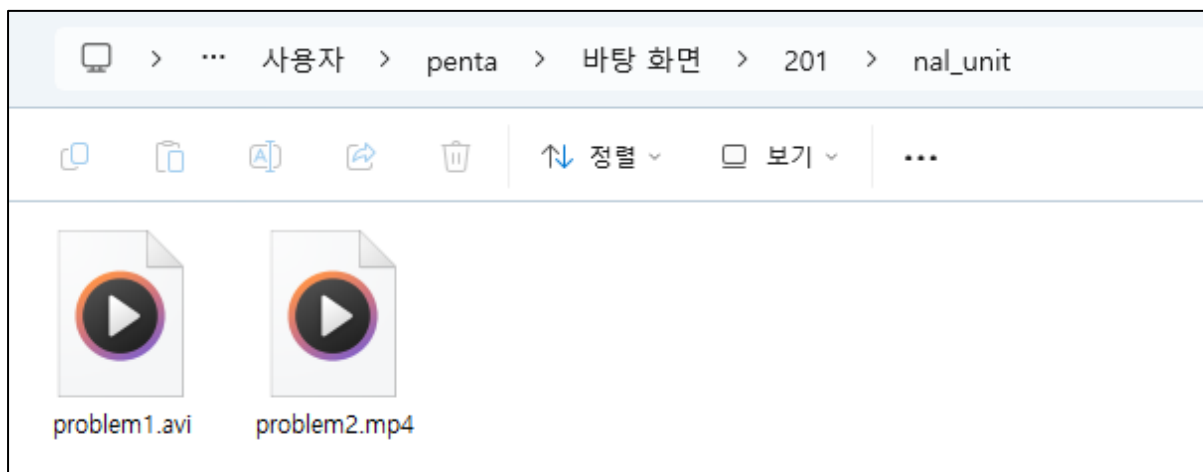 > ··· 사용자 > penta > 바탕 화면 > 201 > nal_unit
정렬 보기 ···
problem1.avi problem2.mp4